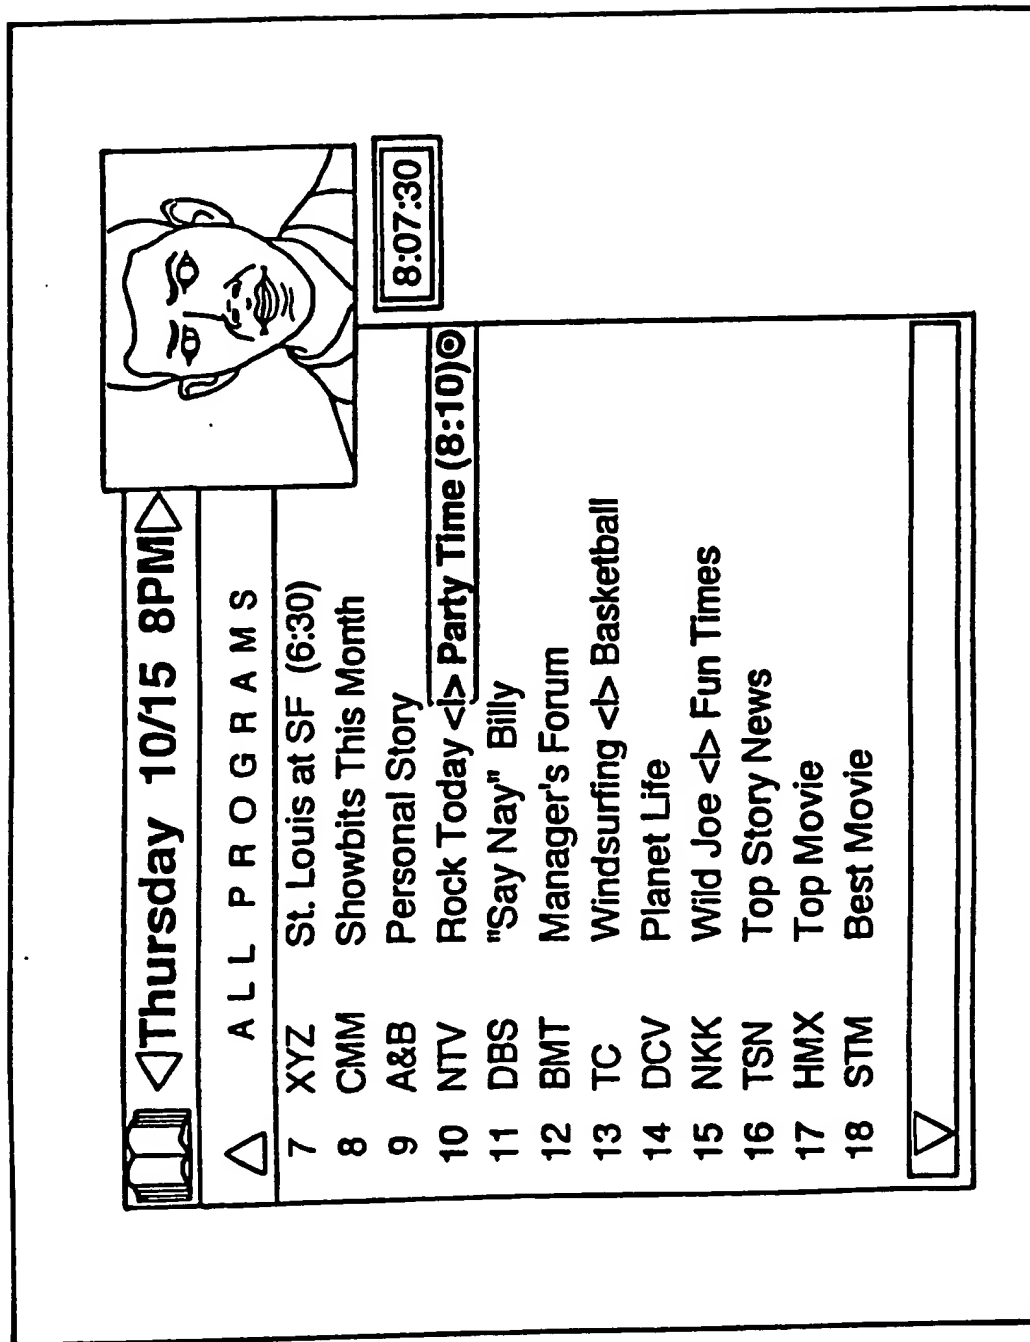 Thursday 10/15 8PM
8:07:30
ALL PROGRAMS
7 XYZ St. Louis at SF (6:30)
8 CMM Showbits This Month
9 A&B Personal Story
10 NTV Rock Today <I> Party Time (8:10)
11 DBS "Say Nay" Billy
12 BMT Manager's Forum
13 TC Windsurfing <I> Basketball
14 DCV Planet Life
15 NKK Wild Joe <I> Fun Times
16 TSN Top Story News
17 HMX Top Movie
18 STM Best Movie